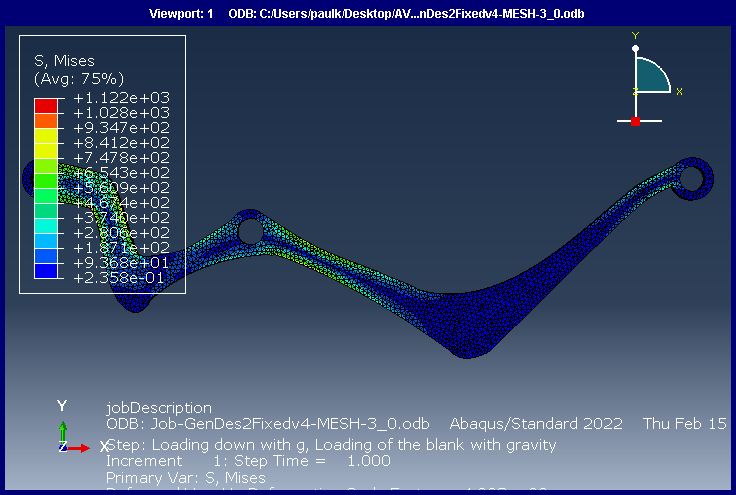 Viewport: 1 ODB: C:/Users/paulk/Desktop/AV...nDes2Fixedv4-MESH-3_0.odb
S, Mises
(Avg: 75%)
+1.122e+03
+1.028e+03
+9.347e+02
+8.412e+02
+7.478e+02
+6.543e+02
+5.609e+02
+4.674e+02
+3.740e+02
+2.806e+02
+1.871e+02
+9.368e+01
+2.358e-01
Y
Z X
Y
Z X
jobDescription
ODB: Job-GenDes2Fixedv4-MESH-3_0.odb Abaqus/Standard 2022 Thu Feb 15
Step: Loading down with g, Loading of the blank with gravity
Increment 1: Step Time = 1.000
Primary Var: S, Mises